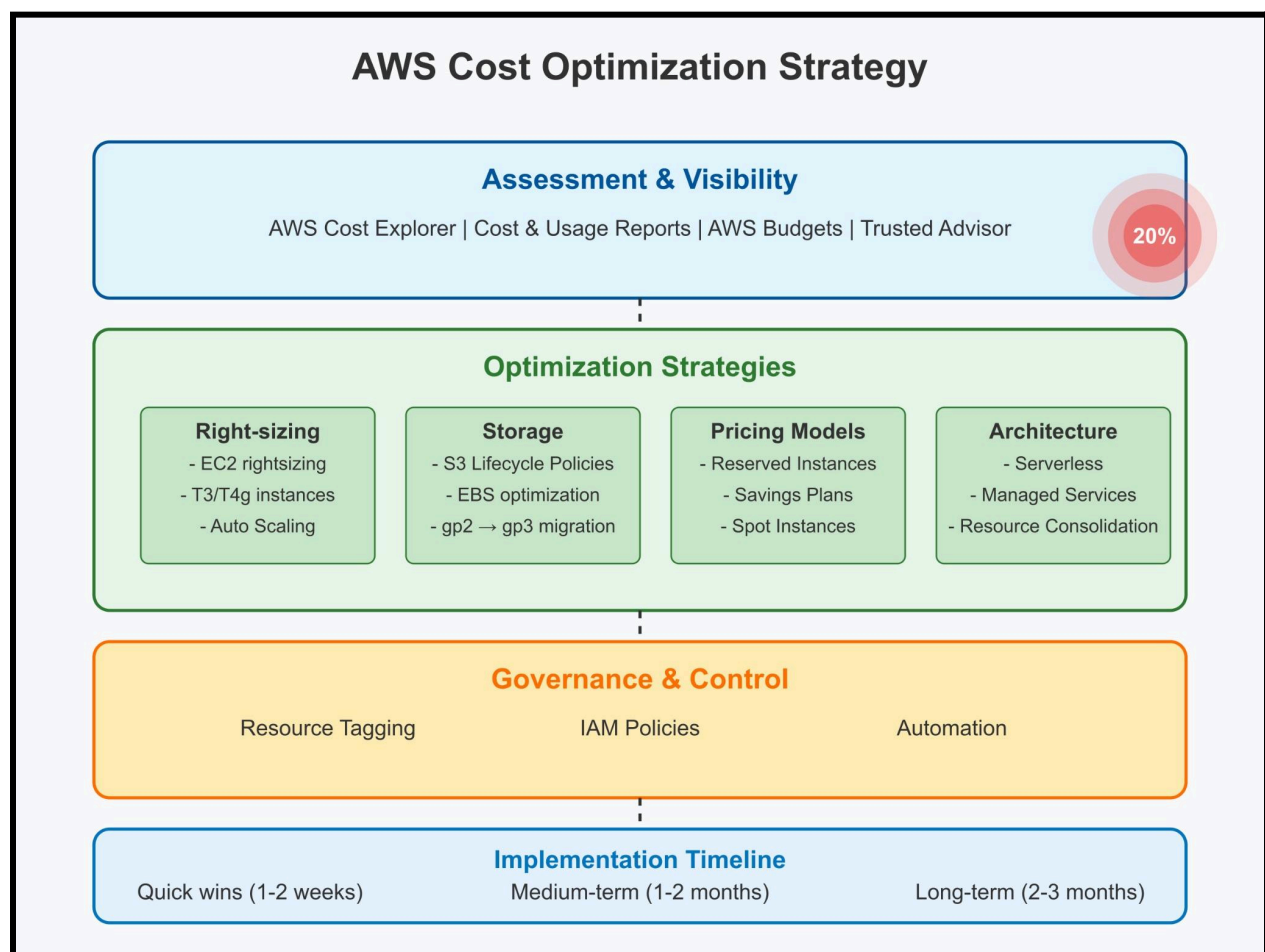 AWS Cost Optimization Strategy
Assessment & Visibility
AWS Cost Explorer | Cost & Usage Reports | AWS Budgets | Trusted Advisor
20%
Optimization Strategies
Right-sizing
- EC2 rightsizing
- T3/T4g instances
- Auto Scaling
Storage
- S3 Lifecycle Policies
- EBS optimization
- gp2 → gp3 migration
Pricing Models
- Reserved Instances
- Savings Plans
- Spot Instances
Architecture
- Serverless
- Managed Services
- Resource Consolidation
Governance & Control
Resource Tagging
IAM Policies
Automation
Implementation Timeline
Quick wins (1-2 weeks)
Medium-term (1-2 months)
Long-term (2-3 months)